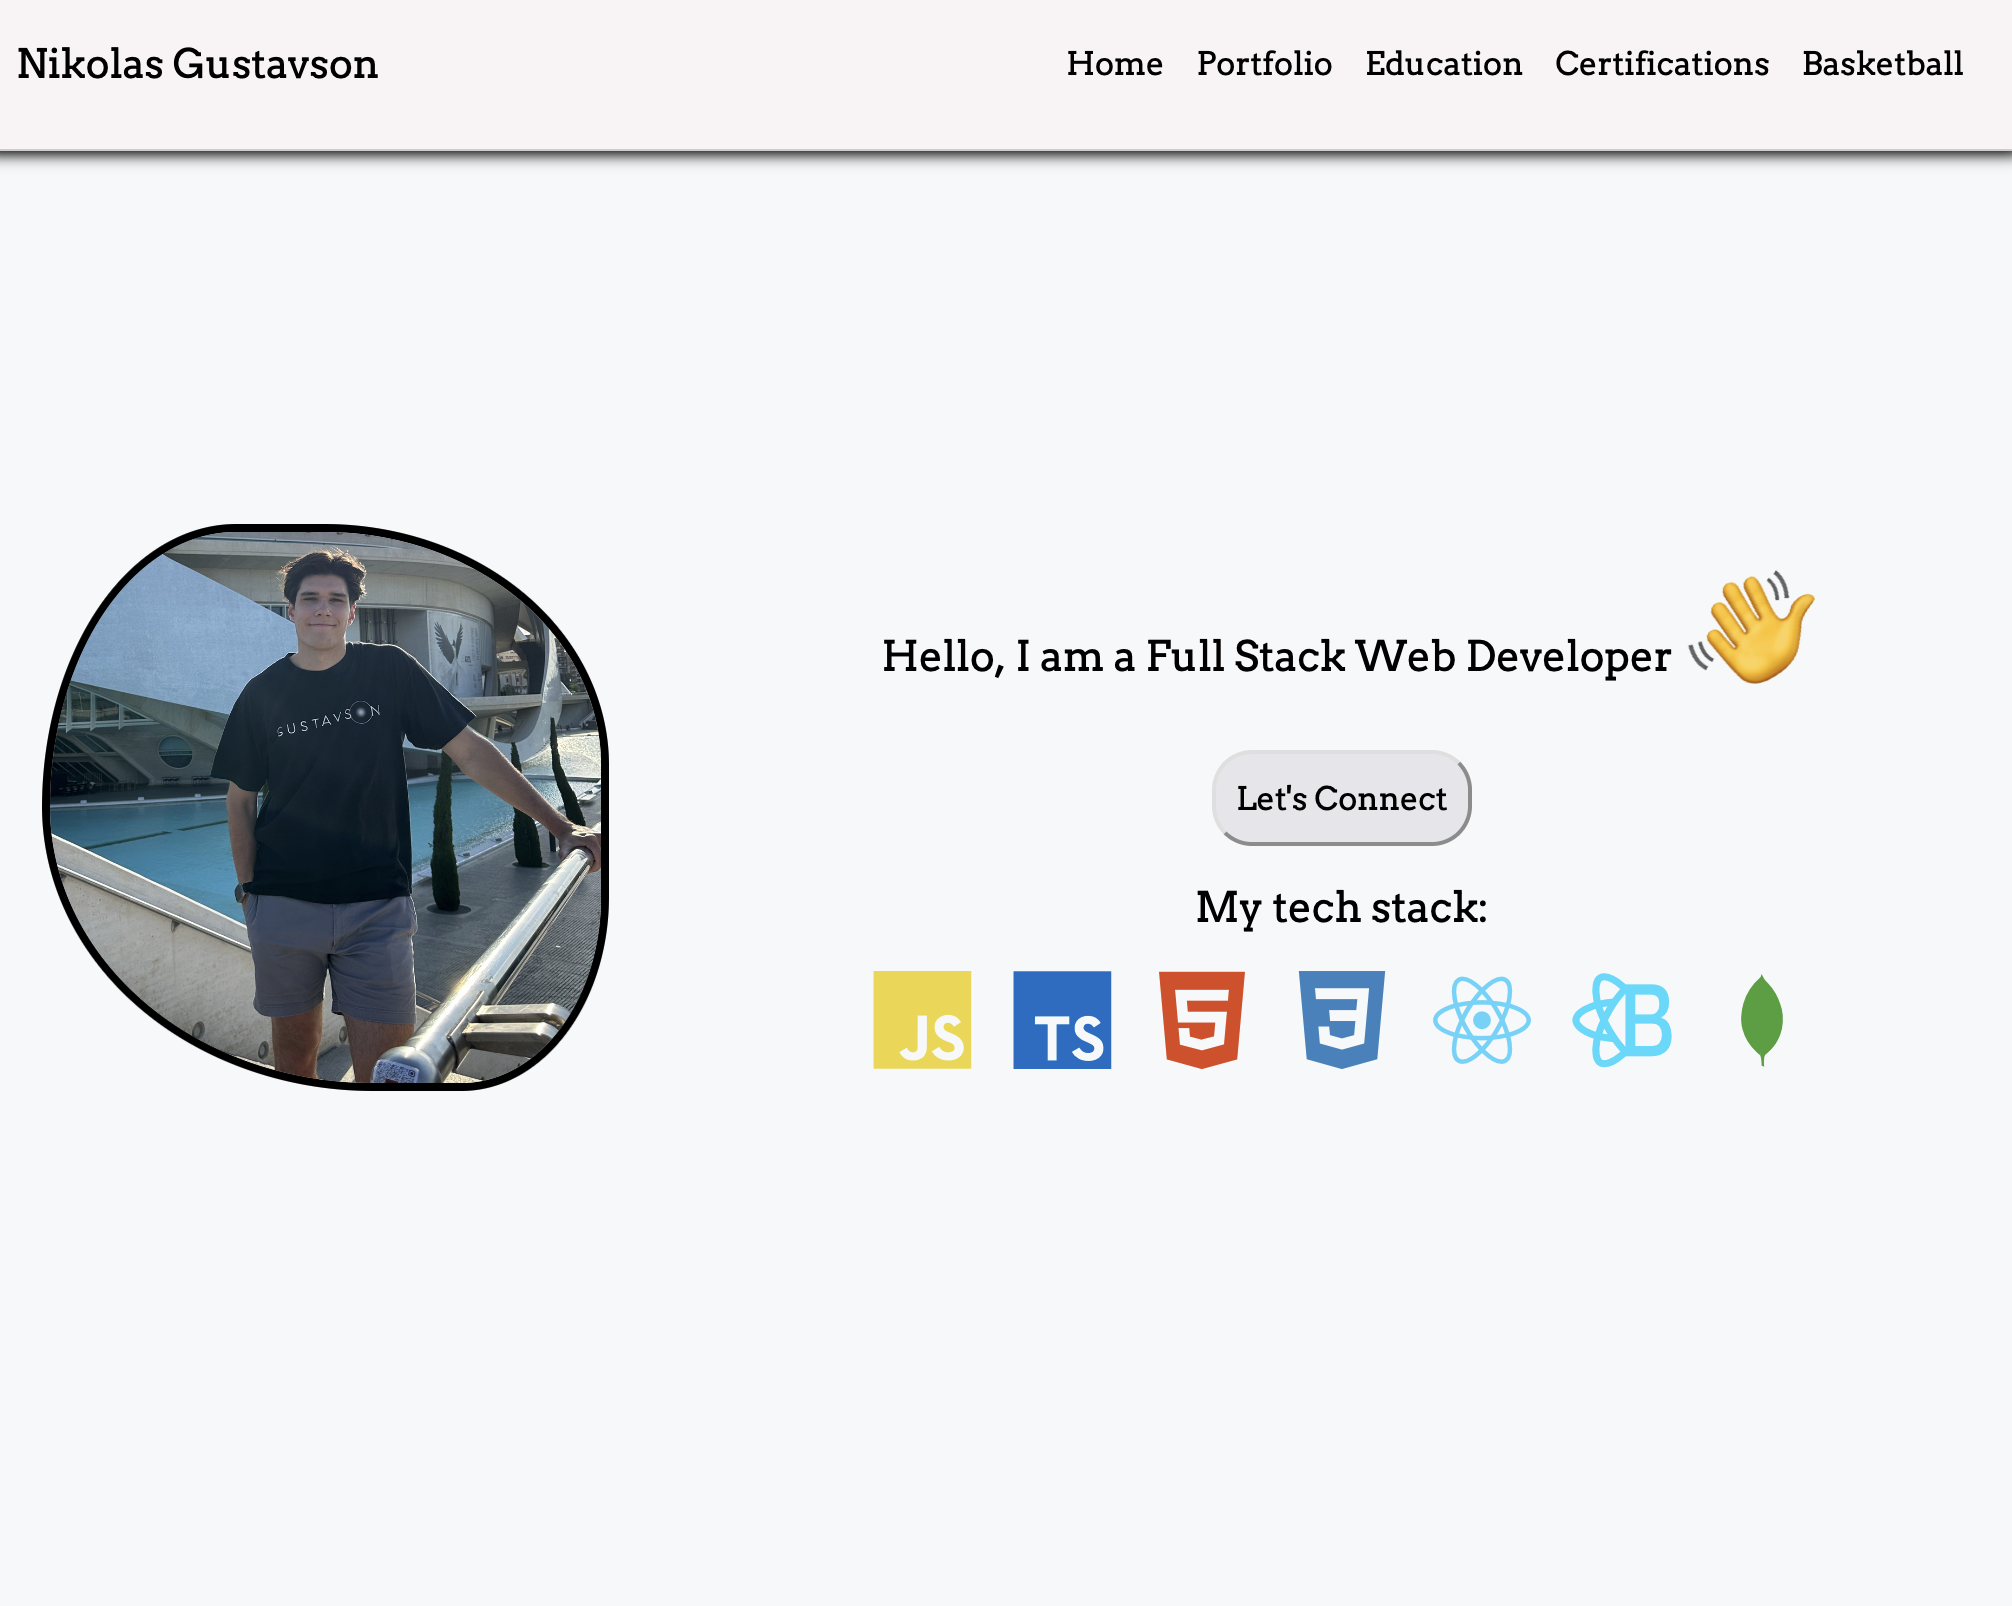 Nikolas Gustavson
Home Portfolio Education Certifications Basketball
GUSTAVSON
Hello, I am a Full Stack Web Developer 👋
Let's Connect
My tech stack:
JS TS 5 3 B